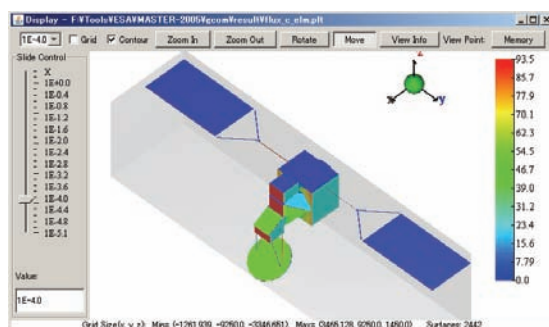 Display - F:¥Tools¥ESA¥MASTER-2005¥gcom¥result¥flux_c_elm.plt
1E-4.0 Grid Contour Zoom In Zoom Out Rotate Move View Info View Point: Memory
Slide Control
X
1E+0.0
1E-0.4
1E-0.8
1E-1.2
1E-1.6
1E-2.0
1E-2.4
1E-2.8
1E-3.2
1E-3.6
1E-4.0
1E-4.4
1E-4.8
1E-5.1
Value:
1E-4.0
z
x
y
93.5
85.7
77.9
70.1
62.3
54.5
46.7
39.0
31.2
23.4
15.6
7.79
0.0
Grid Size(x, y, z): Mins (-1261.939, -9250.0, -3346.651) Maxs (3465.128, 9250.0, 1450.0) Surfaces: 2442